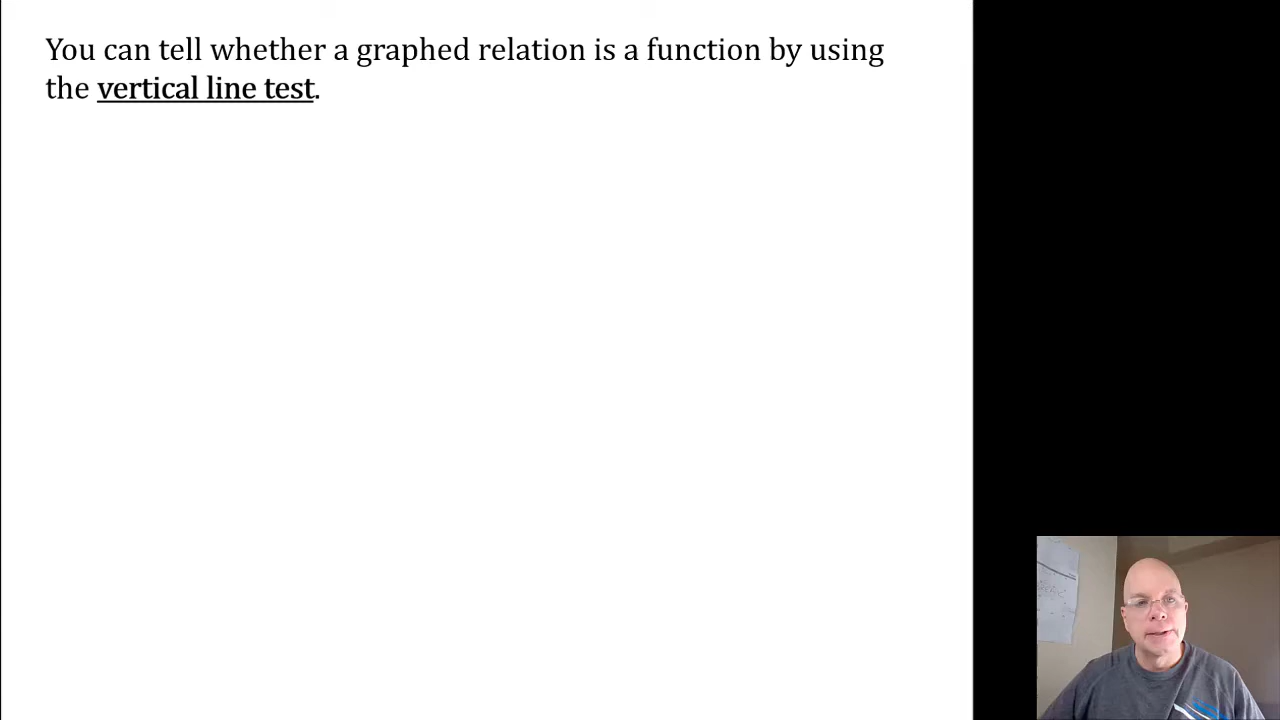 You can tell whether a graphed relation is a function by using
the vertical line test.